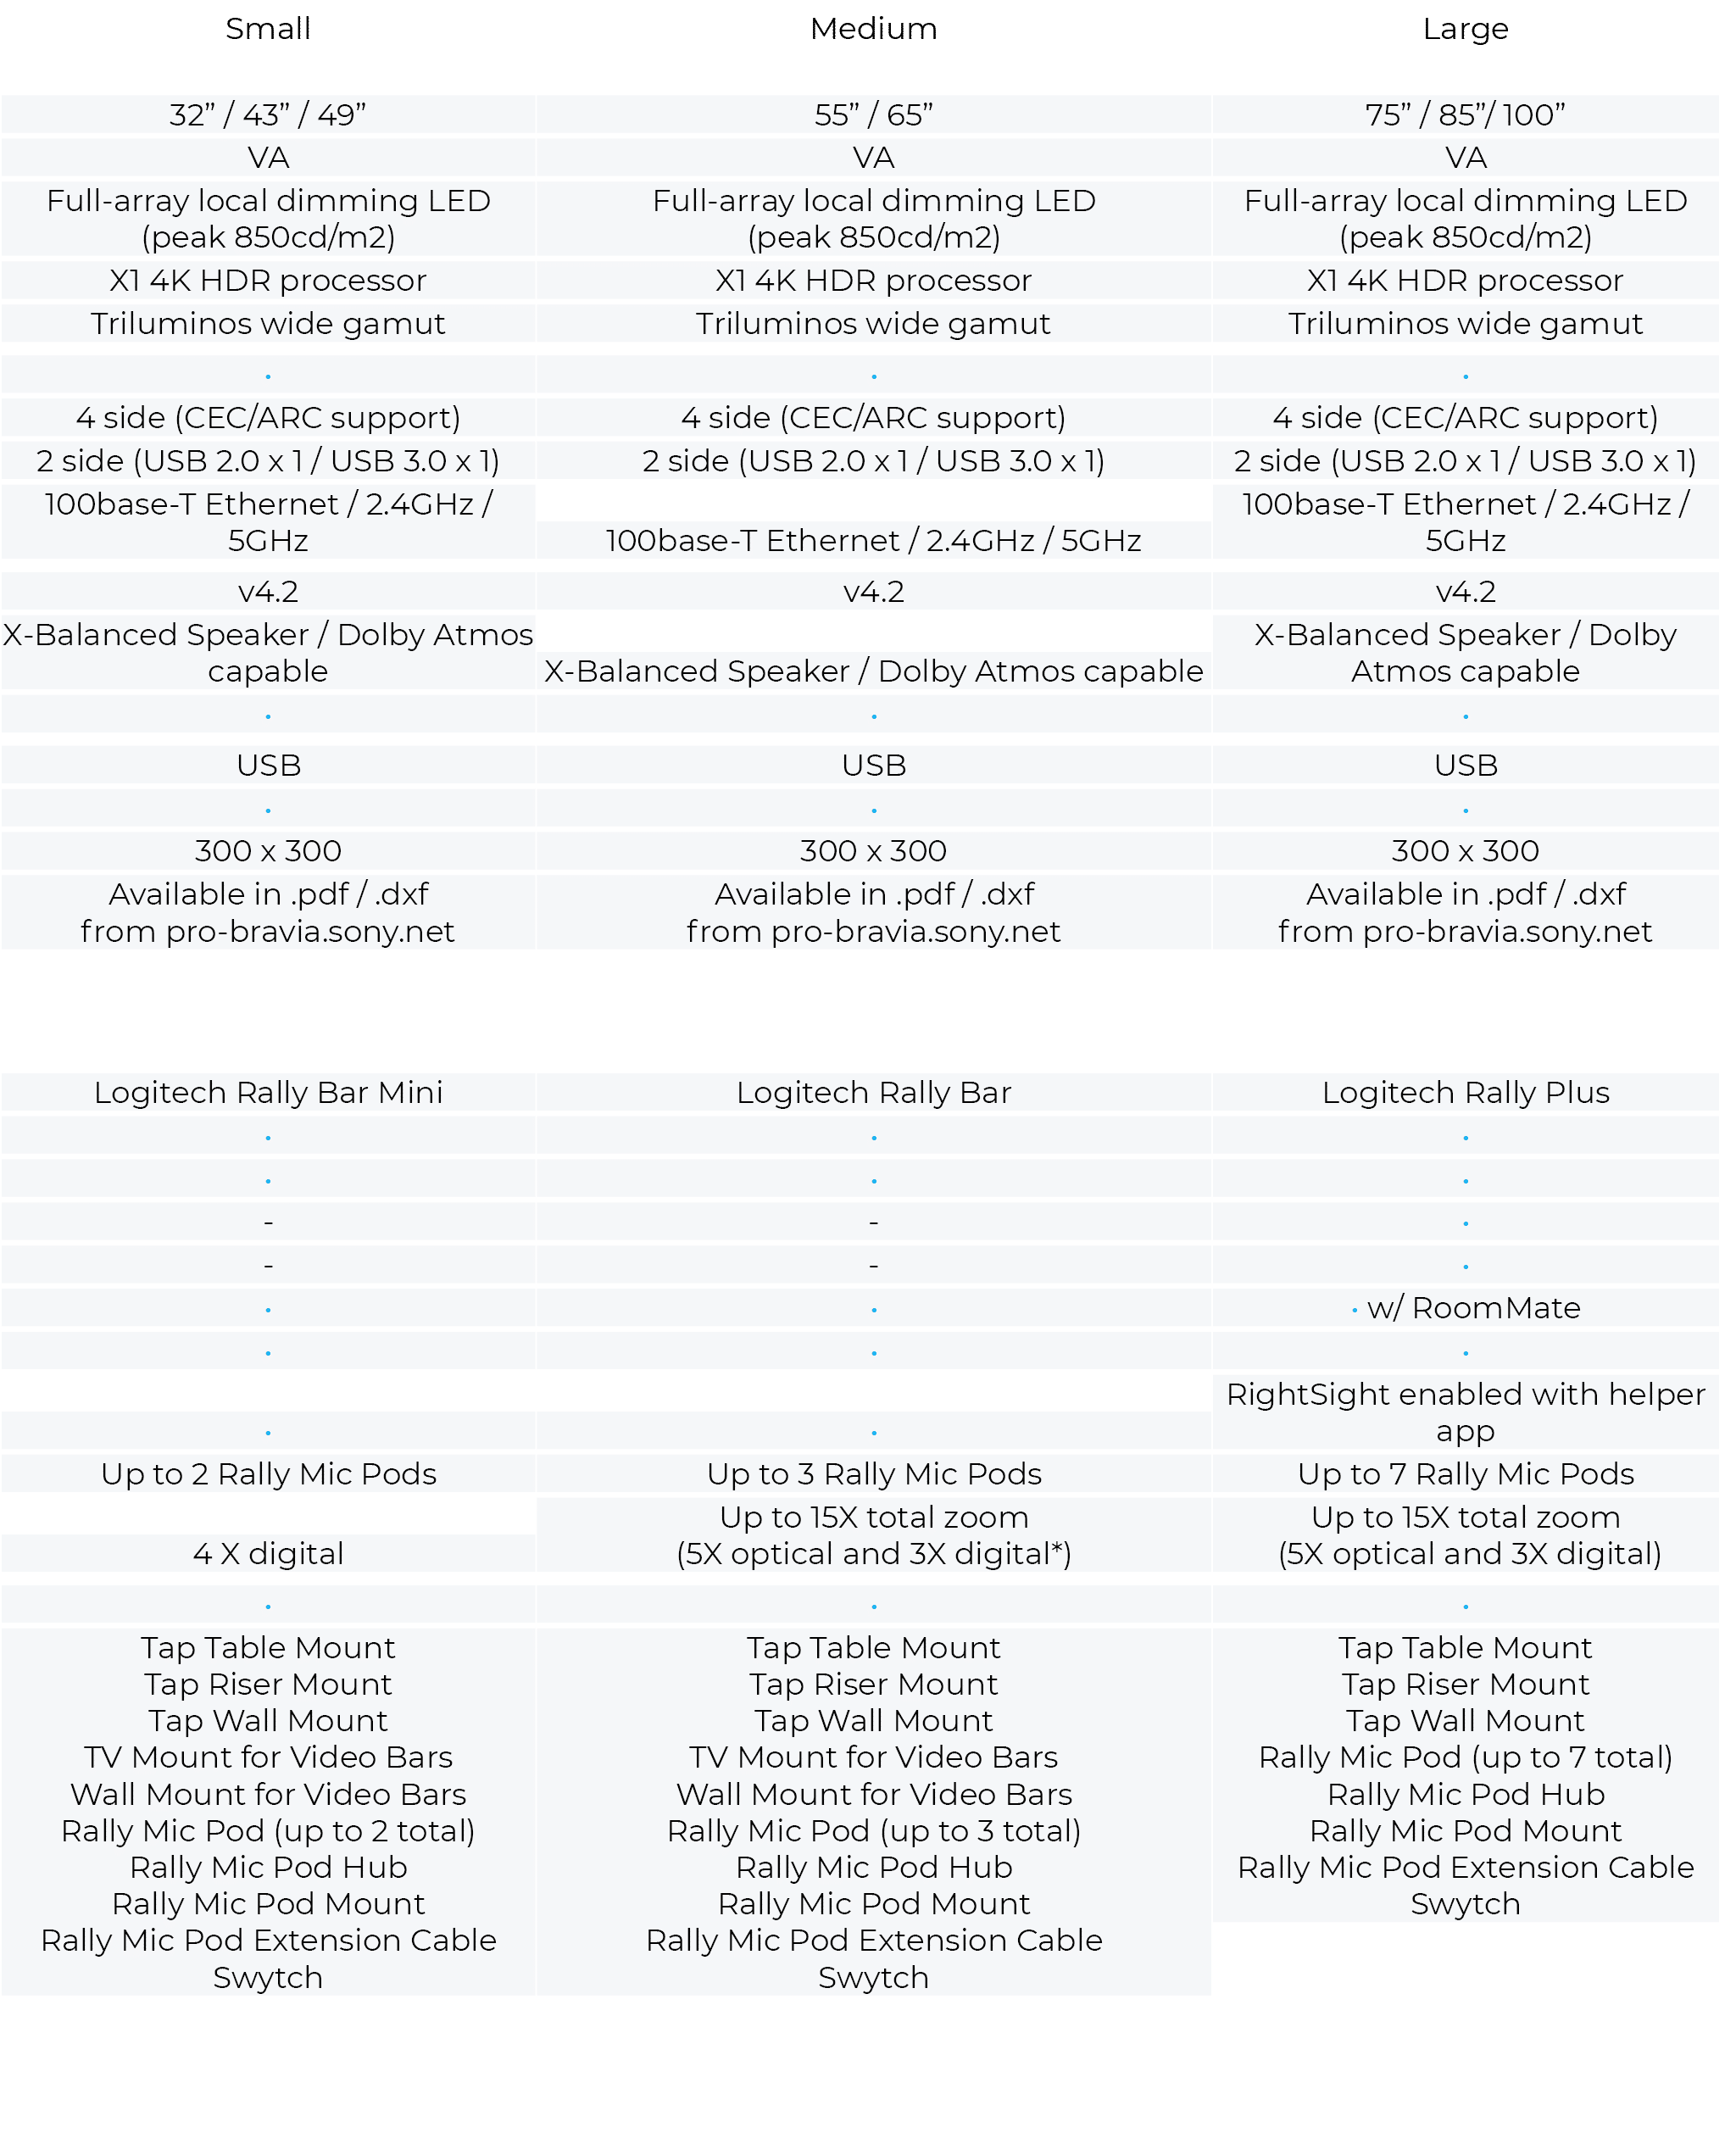 Small Medium Large
32” / 43” / 49” 55” / 65” 75” / 85”/ 100”
VA VA VA
Full-array local dimming LED Full-array local dimming LED Full-array local dimming LED
(peak 850cd/m2) (peak 850cd/m2) (peak 850cd/m2)
X1 4K HDR processor X1 4K HDR processor X1 4K HDR processor
Triluminos wide gamut Triluminos wide gamut Triluminos wide gamut
• • •
4 side (CEC/ARC support) 4 side (CEC/ARC support) 4 side (CEC/ARC support)
2 side (USB 2.0 x 1 / USB 3.0 x 1) 2 side (USB 2.0 x 1 / USB 3.0 x 1) 2 side (USB 2.0 x 1 / USB 3.0 x 1)
100base-T Ethernet / 2.4GHz / 100base-T Ethernet / 2.4GHz /
5GHz 100base-T Ethernet / 2.4GHz / 5GHz 5GHz
v4.2 v4.2 v4.2
X-Balanced Speaker / Dolby Atmos X-Balanced Speaker / Dolby
capable X-Balanced Speaker / Dolby Atmos capable Atmos capable
• • •
USB USB USB
• • •
300 x 300 300 x 300 300 x 300
Available in .pdf / .dxf Available in .pdf / .dxf Available in .pdf / .dxf
from pro-bravia.sony.net from pro-bravia.sony.net from pro-bravia.sony.net
Logitech Rally Bar Mini Logitech Rally Bar Logitech Rally Plus
• • •
• • •
- - •
- - •
• • • w/ RoomMate
• • •
RightSight enabled with helper
• • app
Up to 2 Rally Mic Pods Up to 3 Rally Mic Pods Up to 7 Rally Mic Pods
Up to 15X total zoom Up to 15X total zoom
4 X digital (5X optical and 3X digital*) (5X optical and 3X digital)
• • •
Tap Table Mount Tap Table Mount Tap Table Mount
Tap Riser Mount Tap Riser Mount Tap Riser Mount
Tap Wall Mount Tap Wall Mount Tap Wall Mount
TV Mount for Video Bars TV Mount for Video Bars Rally Mic Pod (up to 7 total)
Wall Mount for Video Bars Wall Mount for Video Bars Rally Mic Pod Hub
Rally Mic Pod (up to 2 total) Rally Mic Pod (up to 3 total) Rally Mic Pod Mount
Rally Mic Pod Hub Rally Mic Pod Hub Rally Mic Pod Extension Cable
Rally Mic Pod Mount Rally Mic Pod Mount Swytch
Rally Mic Pod Extension Cable Rally Mic Pod Extension Cable
Swytch Swytch